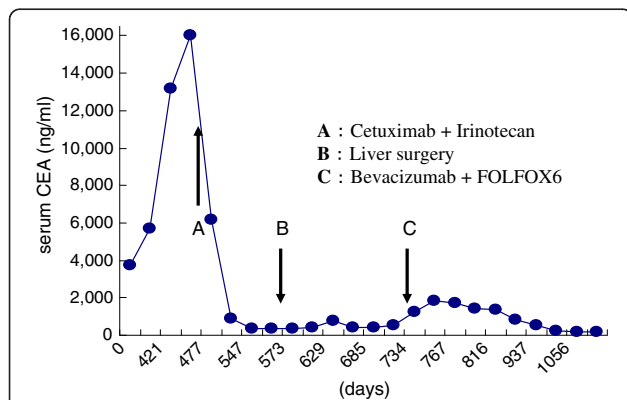 16,000
14,000
12,000
10,000
8,000
6,000
4,000
2,000
0
serum CEA (ng/ml)
A : Cetuximab + Irinotecan
B : Liver surgery
C : Bevacizumab + FOLFOX6
A
B
C
0 421 477 547 573 629 685 734 767 816 937 1056
(days)